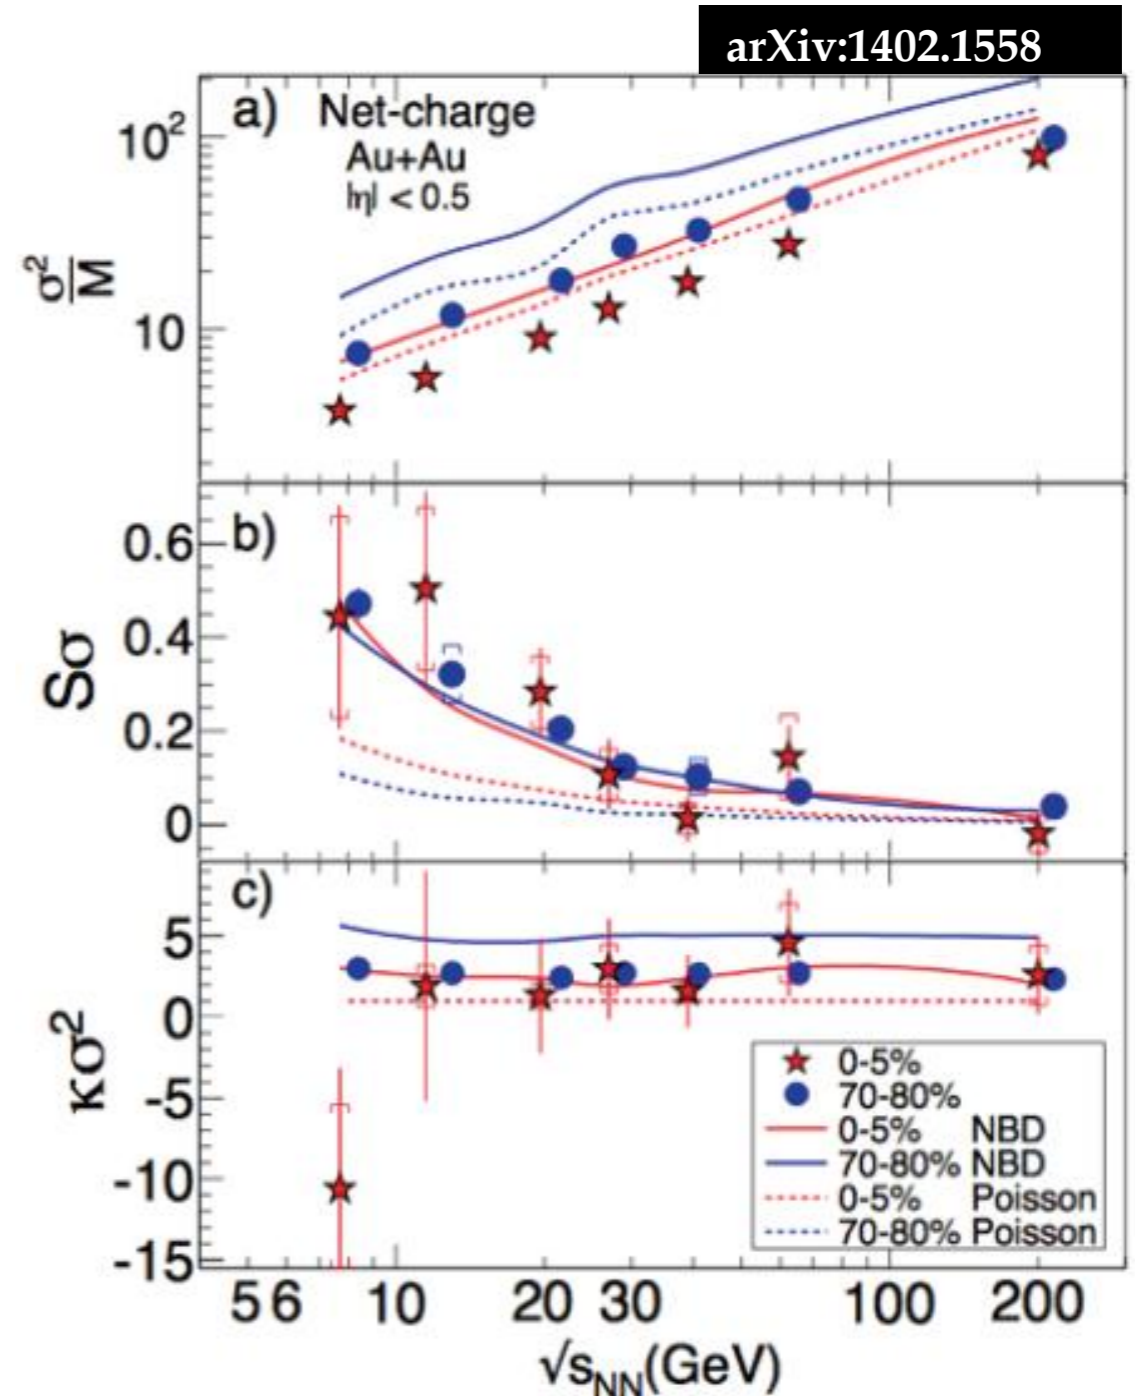 arXiv:1402.1558
a) Net-charge
Au+Au
|η| < 0.5
10²
10
σ²/M
b)
0.6
0.4
0.2
0
Sσ
c)
5
0
-5
-10
-15
κσ²
0-5%
70-80%
0-5% NBD
70-80% NBD
0-5% Poisson
70-80% Poisson
5 6 10 20 30 100 200
√sNN(GeV)